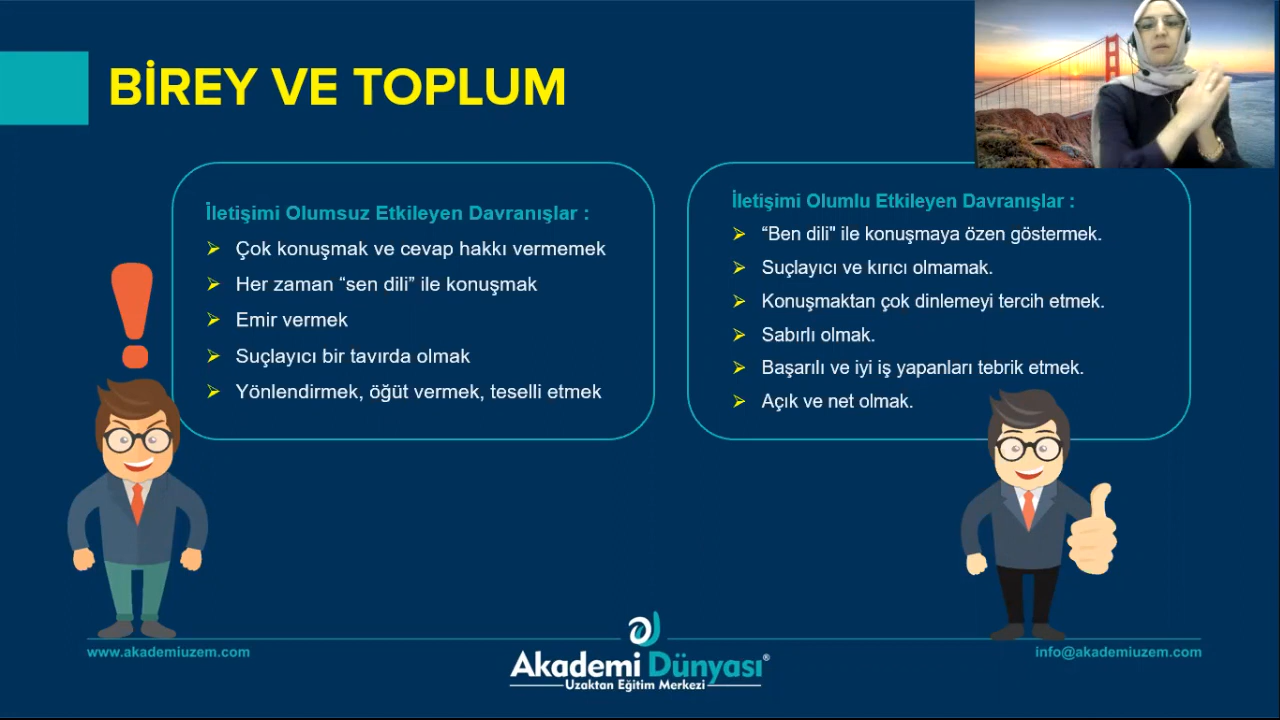 BİREY VE TOPLUM
İletişimi Olumsuz Etkileyen Davranışlar :
Çok konuşmak ve cevap hakkı vermemek
Her zaman “sen dili” ile konuşmak
Emir vermek
Suçlayıcı bir tavırda olmak
Yönlendirmek, öğüt vermek, teselli etmek
İletişimi Olumlu Etkileyen Davranışlar :
“Ben dili" ile konuşmaya özen göstermek.
Suçlayıcı ve kırıcı olmamak.
Konuşmaktan çok dinlemeyi tercih etmek.
Sabırlı olmak.
Başarılı ve iyi iş yapanları tebrik etmek.
Açık ve net olmak.
www.akademiuzem.com
Akademi Dünyası®
Uzaktan Eğitim Merkezi
info@akademiuzem.com